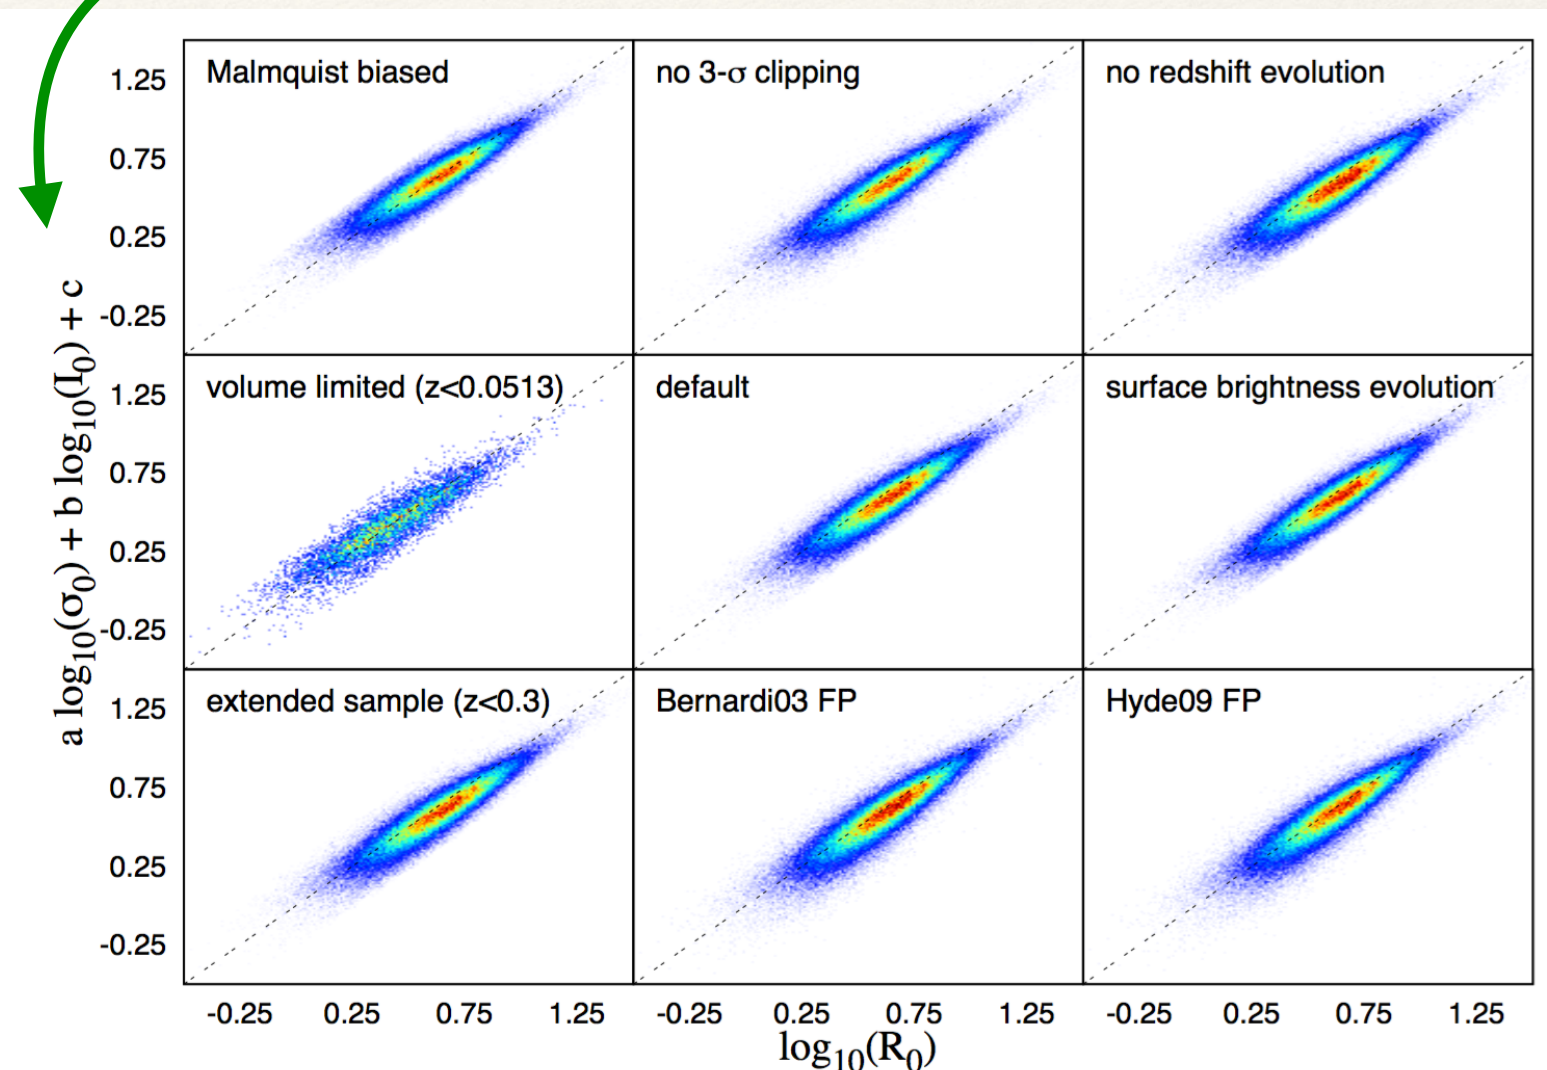 Malmquist biased
no 3-σ clipping
no redshift evolution
1.25
0.75
0.25
-0.25
volume limited (z<0.0513)
default
surface brightness evolution
1.25
0.75
0.25
-0.25
extended sample (z<0.3)
Bernardi03 FP
Hyde09 FP
1.25
0.75
0.25
-0.25
a log₁₀(σ₀) + b log₁₀(I₀) + c
-0.25 0.25 0.75 1.25 -0.25 0.25 0.75 1.25 -0.25 0.25 0.75 1.25
log₁₀(R₀)